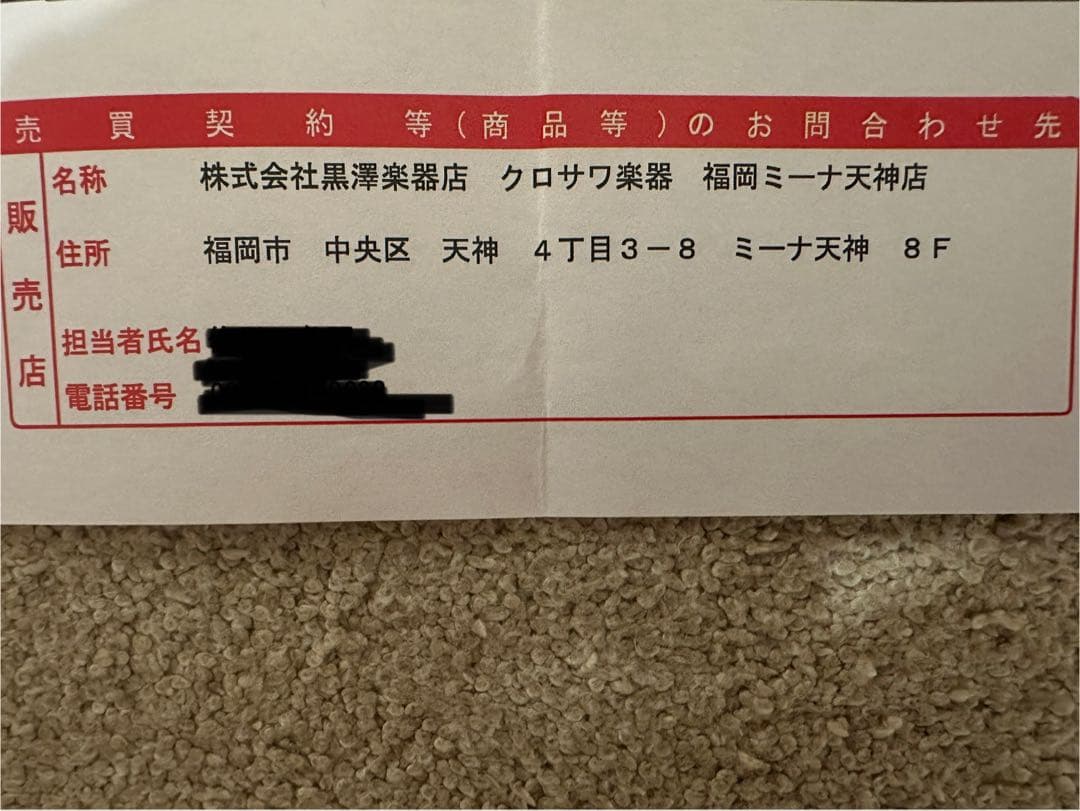 売買契約等(商品等)のお問合わせ先
販売店
名称 株式会社黒澤楽器店 クロサワ楽器 福岡ミーナ天神店
住所 福岡市 中央区 天神 4丁目3-8 ミーナ天神 8F
担当者氏名
電話番号